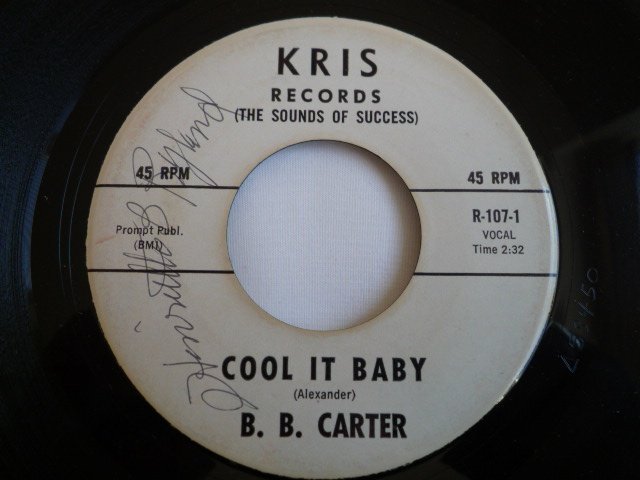 KRIS
RECORDS
(THE SOUNDS OF SUCCESS)
45 RPM
45 RPM
Prompt Publ.
(BMI)
R-107-1
VOCAL
Time 2:32
COOL IT BABY
(Alexander)
B. B. CARTER